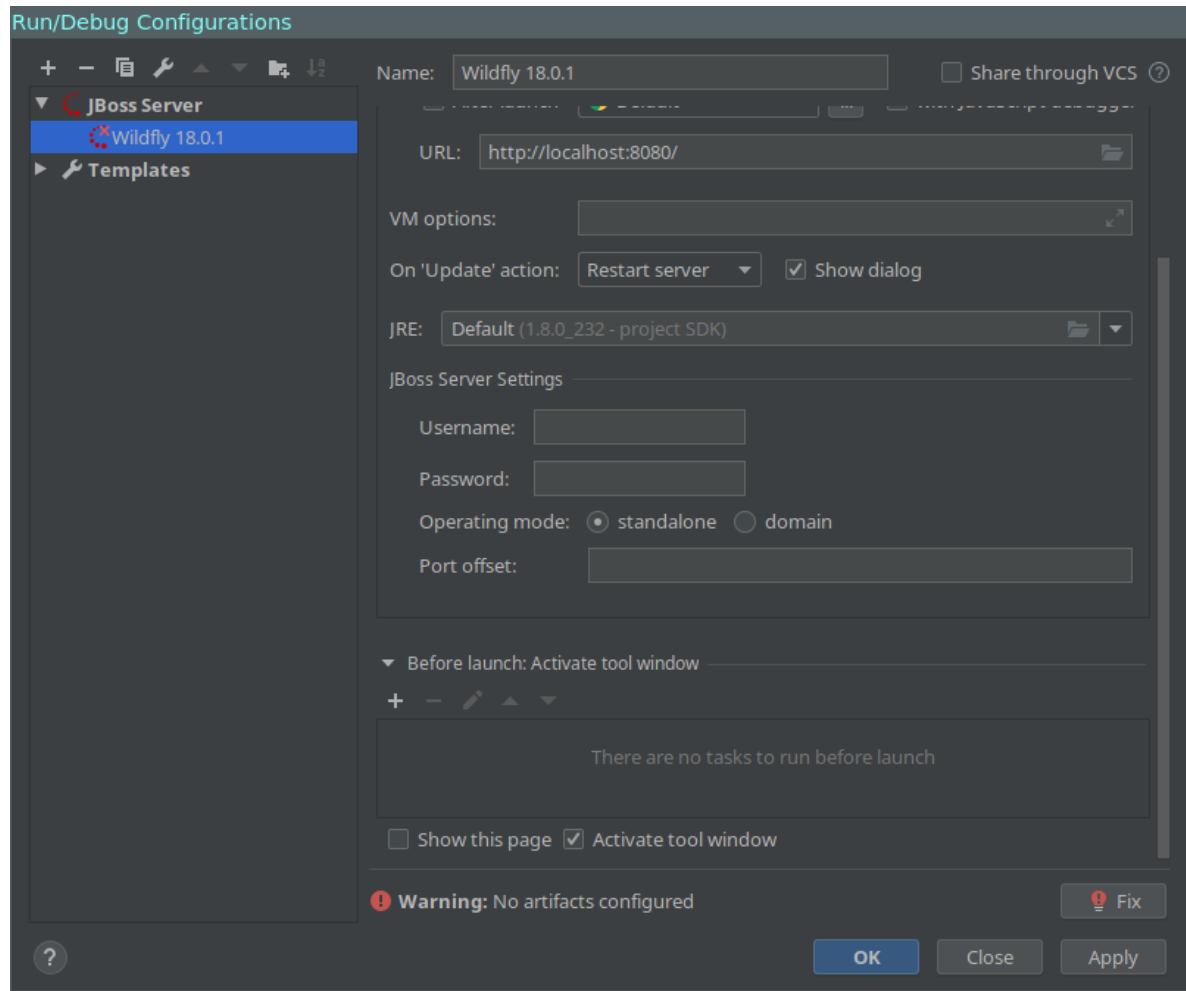 Run/Debug Configurations
Name: Wildfly 18.0.1 Share through VCS ?
JBoss Server
Wildfly 18.0.1
Templates
URL: http://localhost:8080/
VM options:
On 'Update' action: Restart server Show dialog
JRE: Default (1.8.0_232 - project SDK)
JBoss Server Settings
Username:
Password:
Operating mode: standalone domain
Port offset:
Before launch: Activate tool window
There are no tasks to run before launch
Show this page Activate tool window
Warning: No artifacts configured Fix
? OK Close Apply